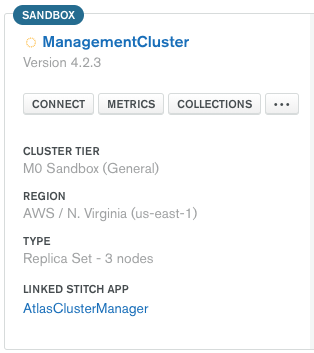 SANDBOX
ManagementCluster
Version 4.2.3
CONNECT METRICS COLLECTIONS •••
CLUSTER TIER
M0 Sandbox (General)
REGION
AWS / N. Virginia (us-east-1)
TYPE
Replica Set - 3 nodes
LINKED STITCH APP
AtlasClusterManager